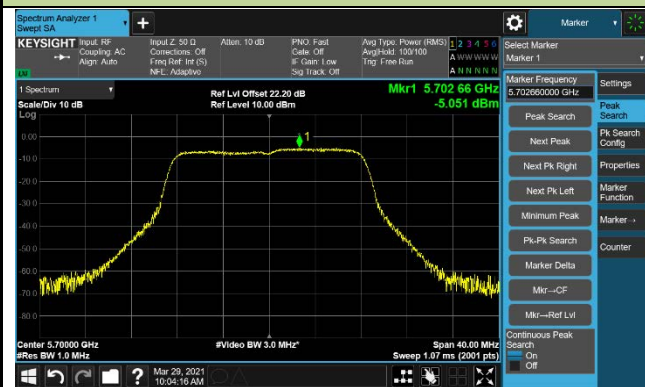 Spectrum Analyzer 1
Swept SA
Marker
KEYSIGHT
Input: RF
Coupling: AC
Align: Auto
Input Z: 50 Ω
Corrections: Off
Freq Ref: Int (S)
NFE: Adaptive
Atten: 10 dB
PNO: Fast
Gate: Off
IF Gain: Low
Sig Track: Off
Avg Type: Power (RMS)
Avg|Hold: 100/100
Trig: Free Run
1 2 3 4 5 6
A W W W W W
A N N N N N
Select Marker
Marker 1
1 Spectrum
Scale/Div 10 dB
Log
Ref Lvl Offset 22.20 dB
Ref Level 10.00 dBm
Mkr1 5.702 66 GHz
-5.051 dBm
1
0.00
-10.0
-20.0
-30.0
-40.0
-50.0
-60.0
-70.0
-80.0
Center 5.70000 GHz
#Res BW 1.0 MHz
#Video BW 3.0 MHz*
Span 40.00 MHz
Sweep 1.07 ms (2001 pts)
Marker Frequency
5.702660000 GHz
Peak Search
Next Peak
Next Pk Right
Next Pk Left
Minimum Peak
Pk-Pk Search
Marker Delta
Mkr→CF
Mkr→Ref Lvl
Continuous Peak
Search
On
Off
Settings
Peak
Search
Pk Search
Config
Properties
Marker
Function
Marker→
Counter
Mar 29, 2021
10:04:16 AM